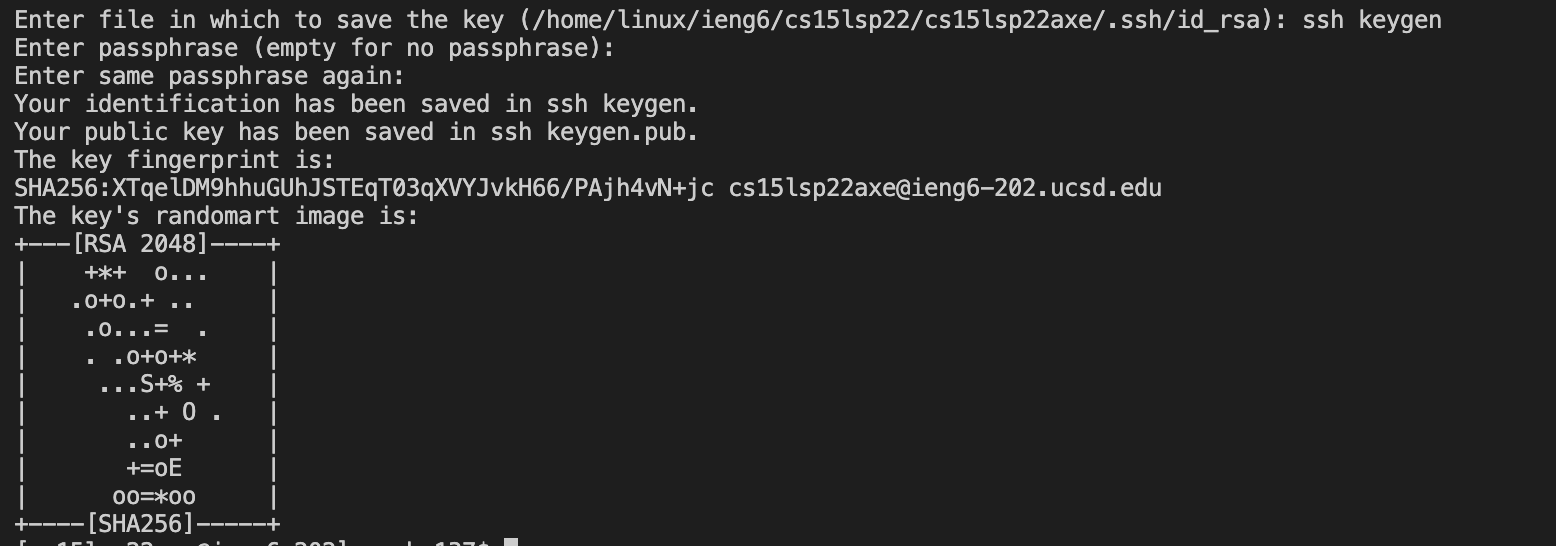 Enter file in which to save the key (/home/linux/ieng6/cs15lsp22/cs15lsp22axe/.ssh/id_rsa): ssh keygen
Enter passphrase (empty for no passphrase):
Enter same passphrase again:
Your identification has been saved in ssh keygen.
Your public key has been saved in ssh keygen.pub.
The key fingerprint is:
SHA256:XTqelDM9hhuGUhJSTEqT03qXVYJvkH66/PAjh4vN+jc cs15lsp22axe@ieng6-202.ucsd.edu
The key's randomart image is:
+---[RSA 2048]----+
|    +*+  o...    |
|   .o+o.+ ..     |
|    .o...=  .    |
|    . .o+o+*     |
|     ...S+% +    |
|       ..+ O .   |
|       ..o+      |
|       +=oE      |
|      oo=*oo     |
+----[SHA256]-----+